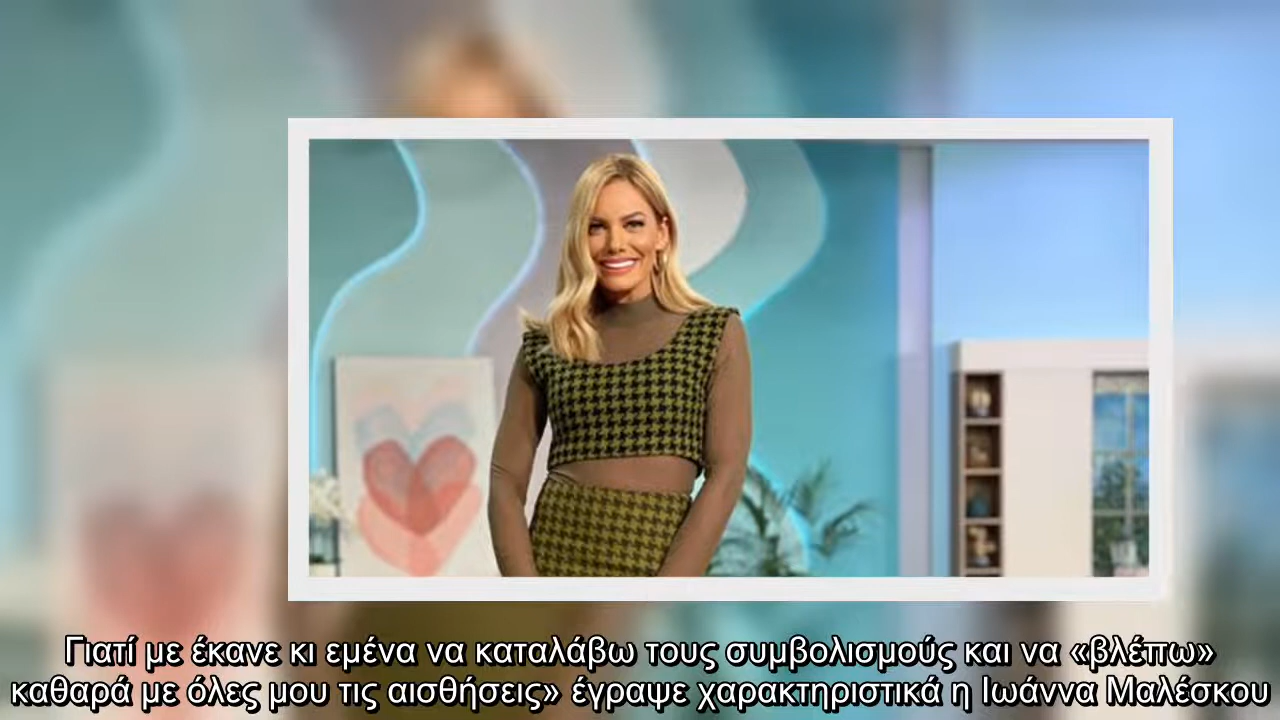 Γιατί με έκανε κι εμένα να καταλάβω τους συμβολισμούς και να «βλέπω»
καθαρά με όλες μου τις αισθήσεις» έγραψε χαρακτηριστικά η Ιωάννα Μαλέσκου